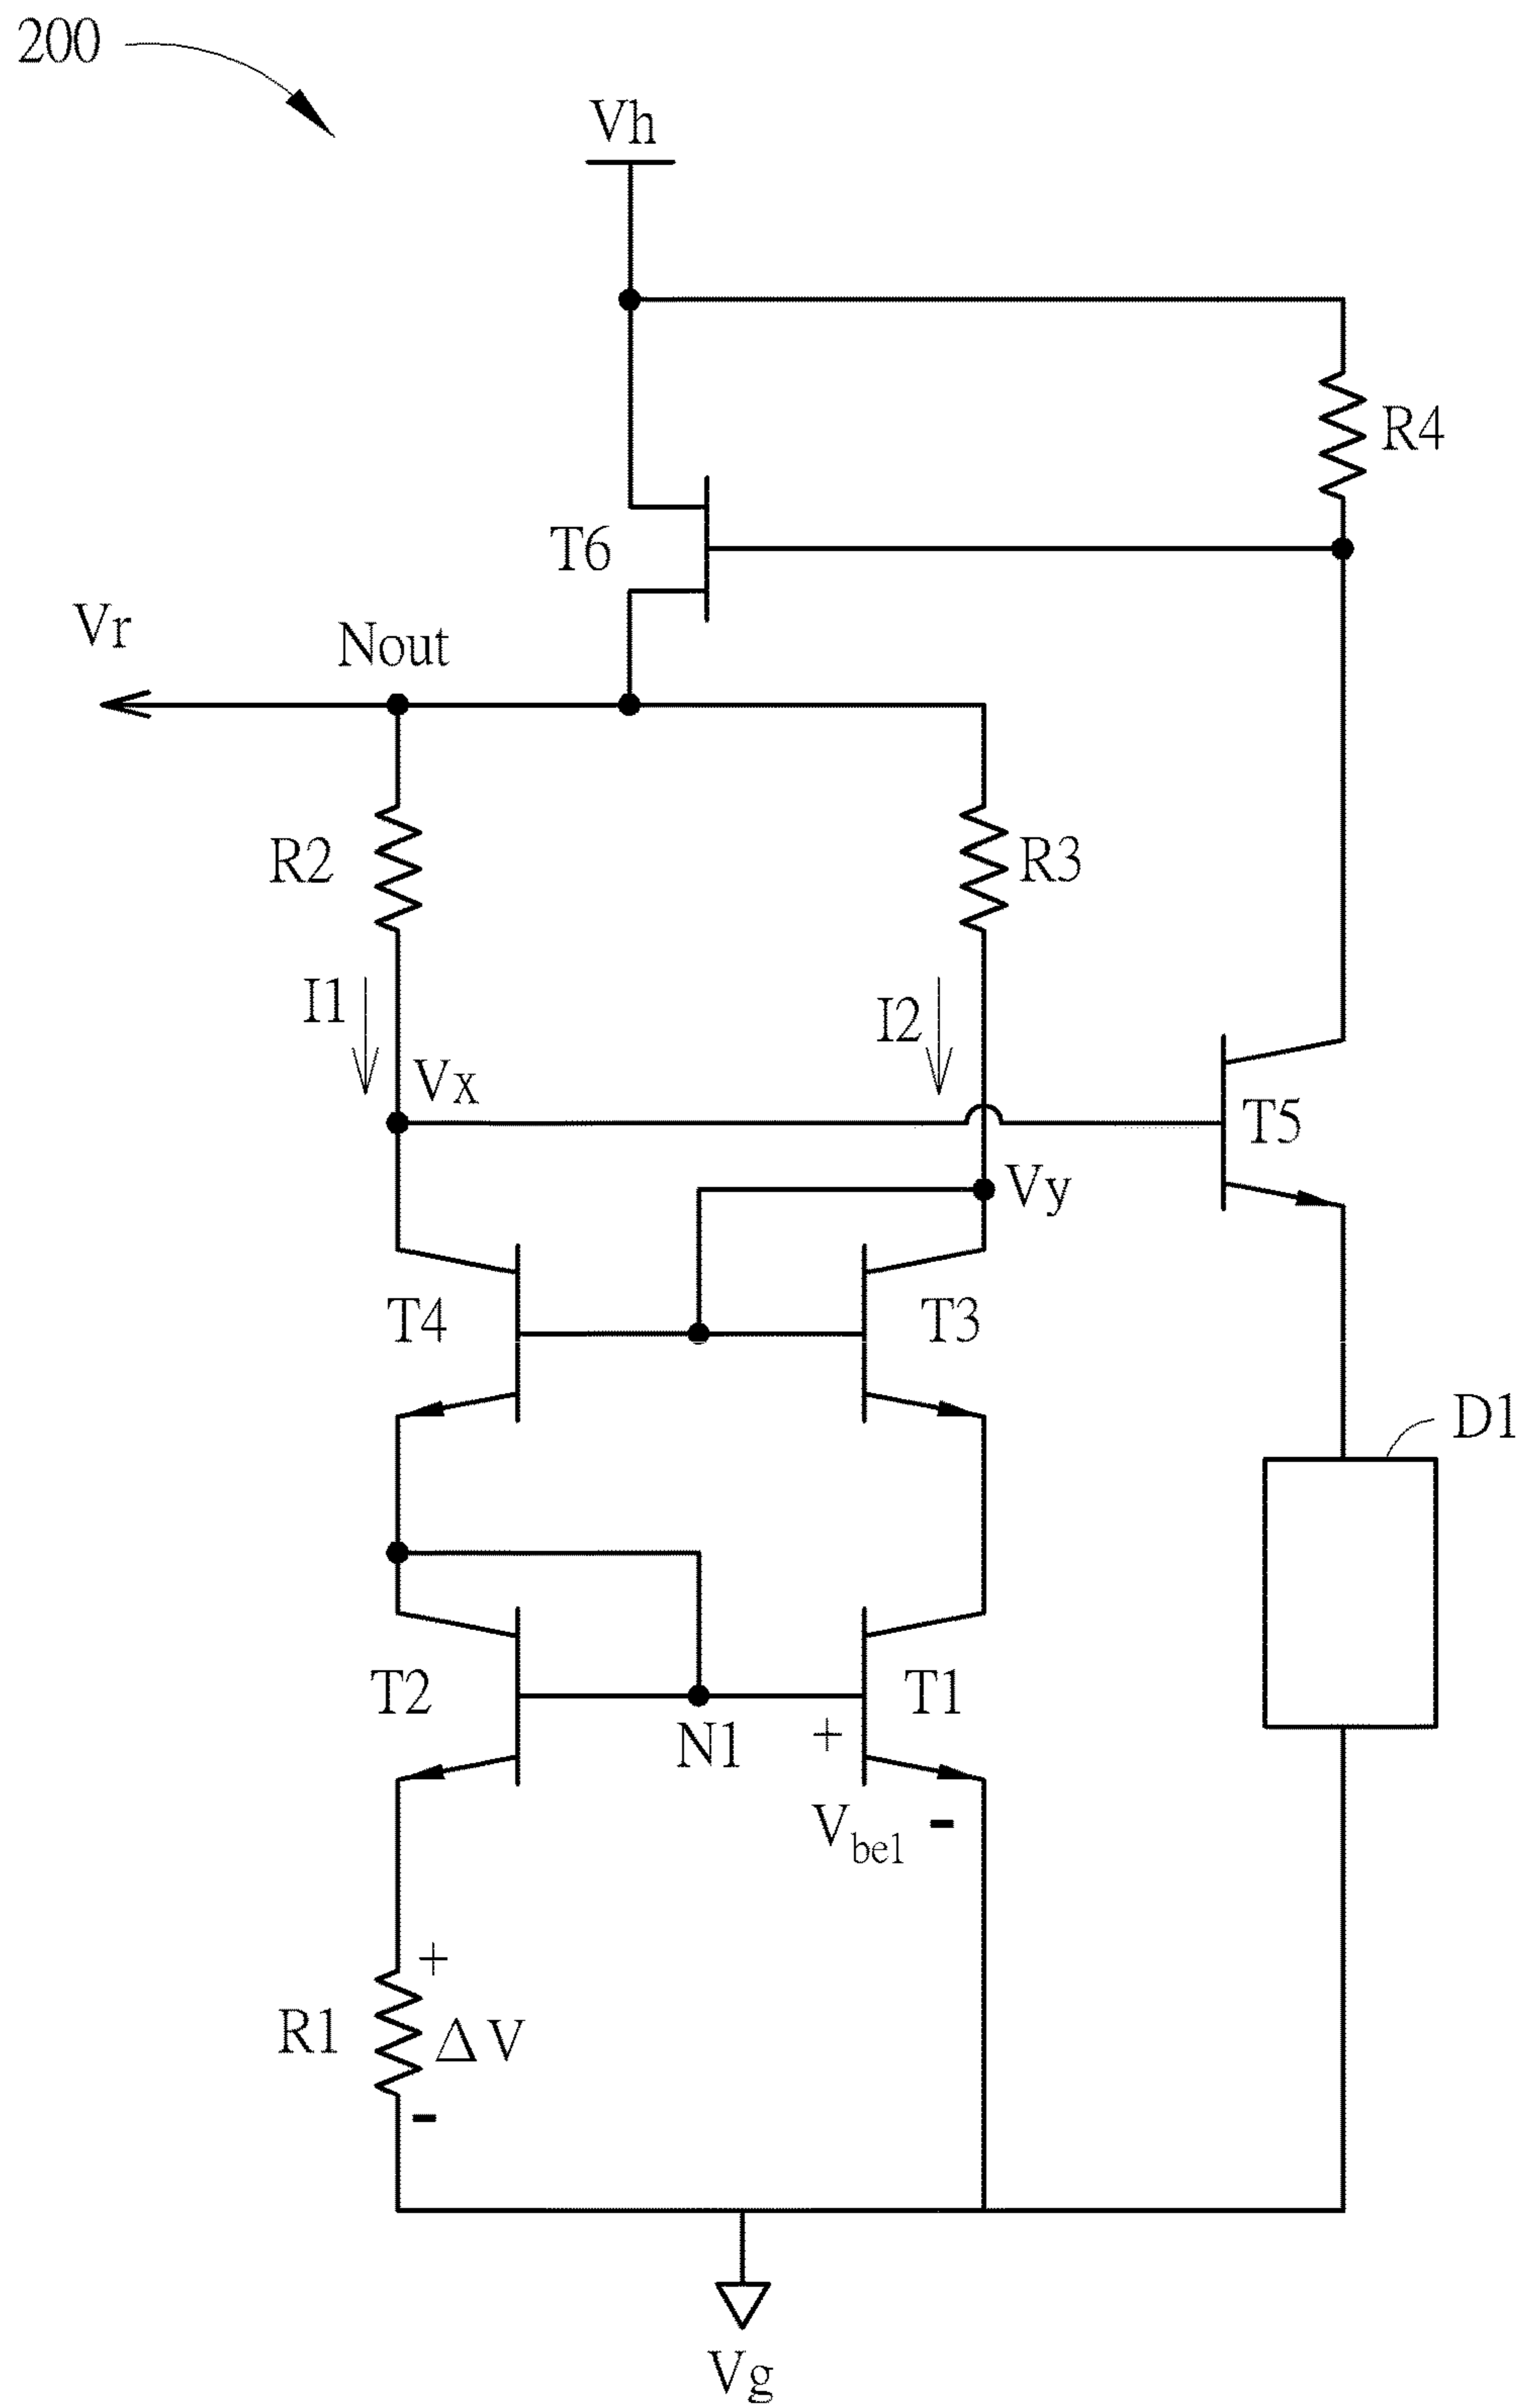 200
Vh
R4
T6
Vr
Nout
R2
R3
I1
I2
Vx
T5
Vy
T4
T3
D1
T2
T1
N1
+
Vbe1
-
+
R1
ΔV
-
Vg